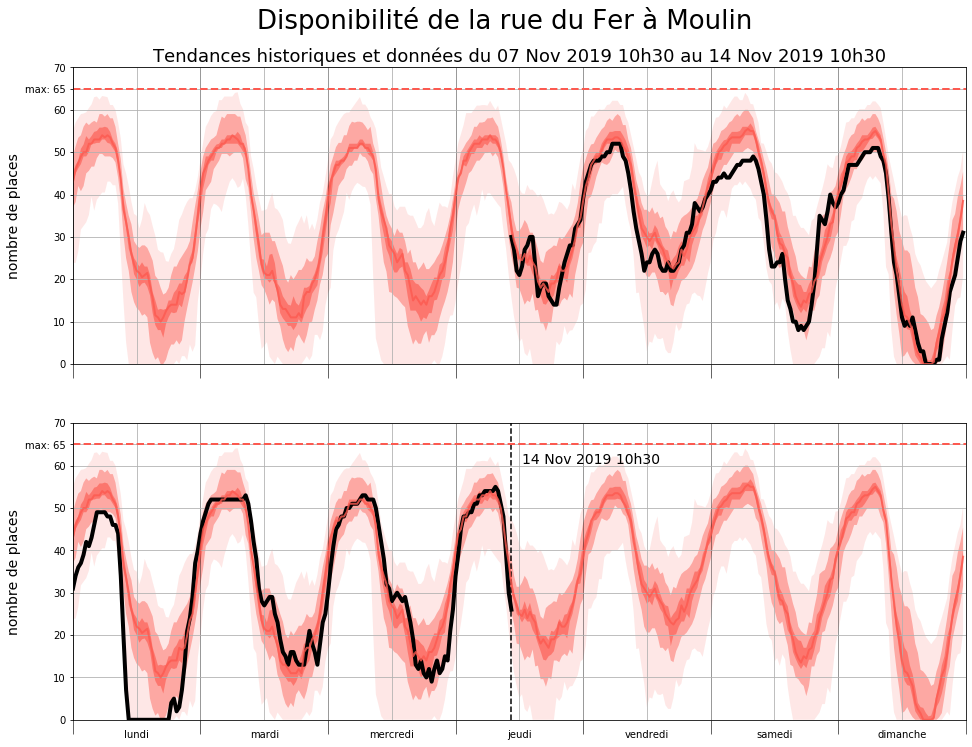 Disponibilité de la rue du Fer à Moulin
Tendances historiques et données du 07 Nov 2019 10h30 au 14 Nov 2019 10h30
nombre de places
70
max: 65
60
50
40
30
20
10
0
nombre de places
70
max: 65
60
50
40
30
20
10
0
14 Nov 2019 10h30
lundi
mardi
mercredi
jeudi
vendredi
samedi
dimanche